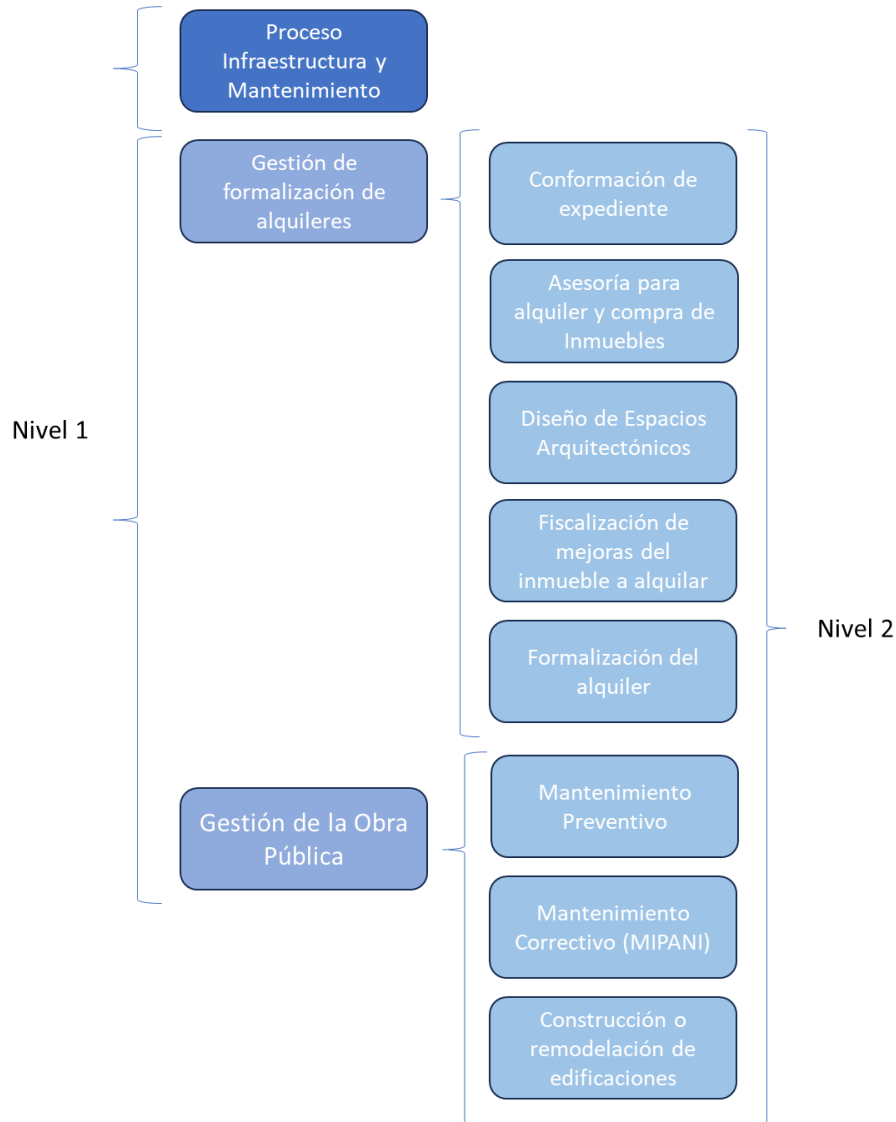 Proceso
Infraestructura y
Mantenimiento
Gestión de
formalización de
alquileres
Conformación de
expediente
Asesoría para
alquiler y compra de
Inmuebles
Diseño de Espacios
Arquitectónicos
Nivel 1
Fiscalización de
mejoras del
inmueble a alquilar
Nivel 2
Formalización del
alquiler
Gestión de la Obra
Pública
Mantenimiento
Preventivo
Mantenimiento
Correctivo (MIPANI)
Construcción o
remodelación de
edificaciones